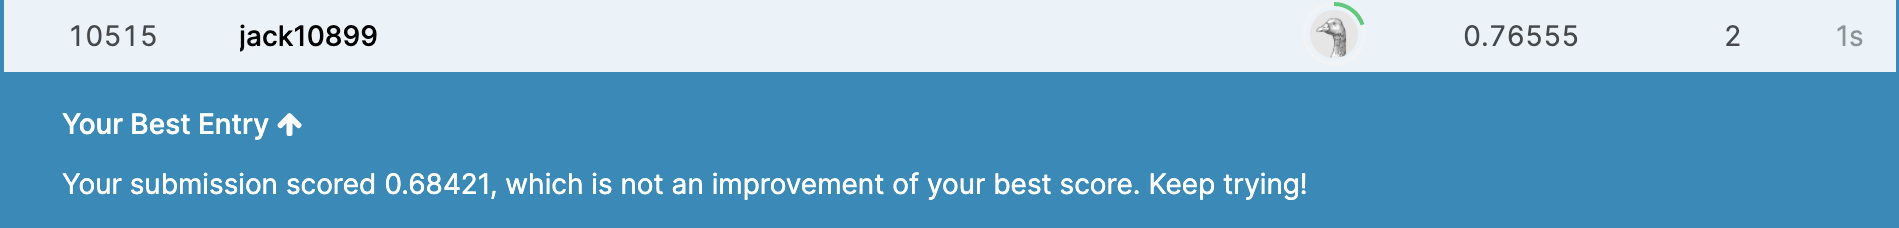 10515 jack10899 0.76555 2 1s
Your Best Entry
Your submission scored 0.68421, which is not an improvement of your best score. Keep trying!